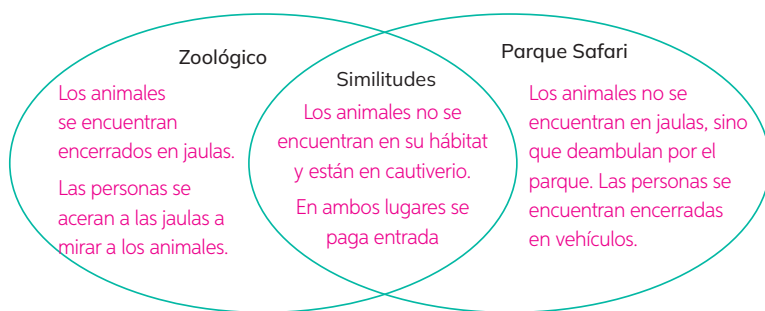 Zoológico
Los animales
se encuentran
encerrados en jaulas.
Las personas se
aceran a las jaulas a
mirar a los animales.
Similitudes
Los animales no se
encuentran en su hábitat
y están en cautiverio.
En ambos lugares se
paga entrada
Parque Safari
Los animales no se
encuentran en jaulas, sino
que deambulan por el
parque. Las personas se
encuentran encerradas
en vehículos.